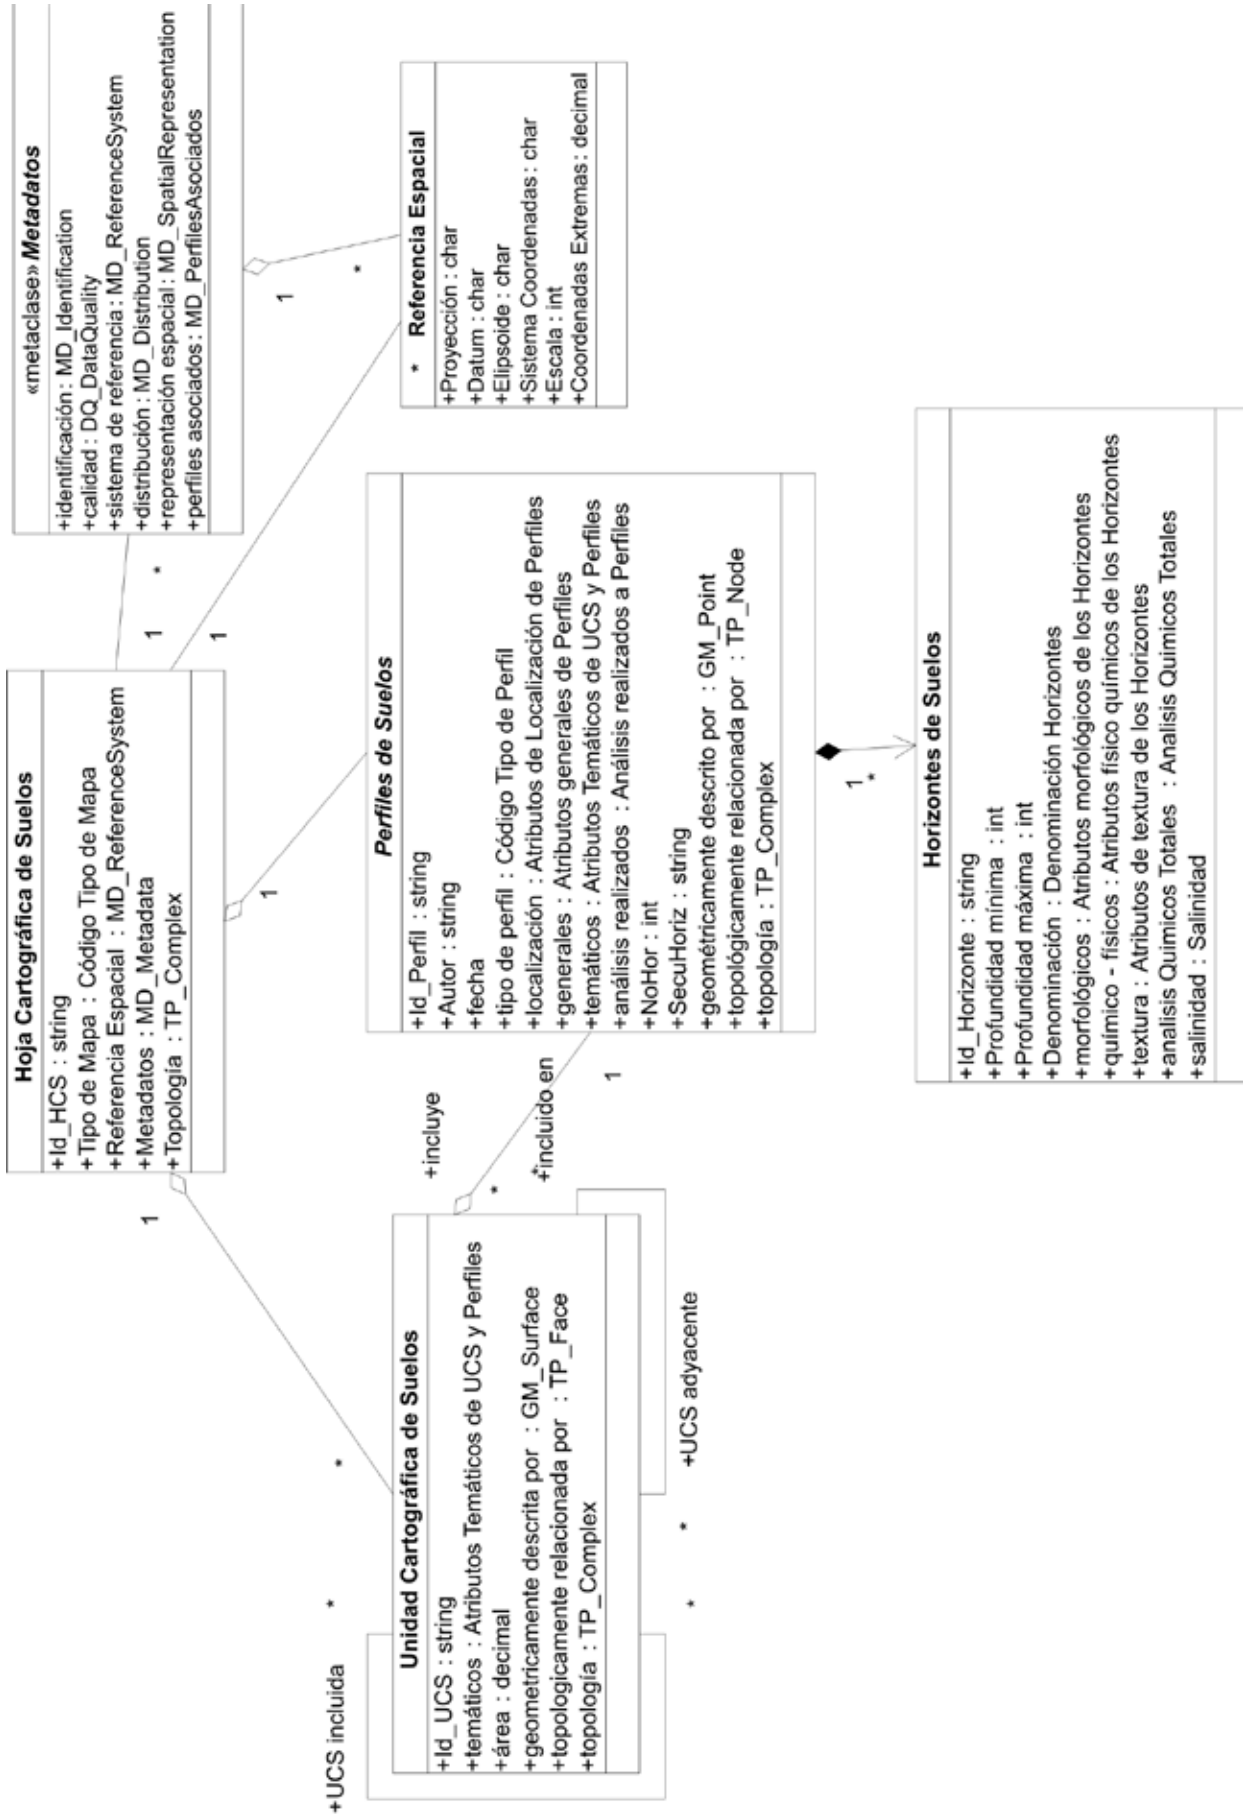 Hoja Cartográfica de Suelos
+Id_HCS : string
+Tipo de Mapa : Código Tipo de Mapa
+Referencia Espacial : MD_ReferenceSystem
+Metadatos : MD_Metadata
+Topología : TP_Complex
«metaclase» Metadatos
+identificación : MD_Identification
+calidad : DQ_DataQuality
+sistema de referencia : MD_ReferenceSystem
+distribución : MD_Distribution
+representación espacial : MD_SpatialRepresentation
+perfiles asociados : MD_PerfilesAsociados
1
*
1
1
*
1
1
*
* Referencia Espacial
+Proyección : char
+Datum : char
+Elipsoide : char
+Sistema Coordenadas : char
+Escala : int
+Coordenadas Extremas : decimal
+UCS incluida
*
Unidad Cartográfica de Suelos
+Id_UCS : string
+temáticos : Atributos Temáticos de UCS y Perfiles
+área : decimal
+geometricamente descrita por : GM_Surface
+topologicamente relacionada por : TP_Face
+topología : TP_Complex
*
*
+UCS adyacente
+incluye
*
+incluido en
*
1
Perfiles de Suelos
+Id_Perfil : string
+Autor : string
+fecha
+tipo de perfil : Código Tipo de Perfil
+localización : Atributos de Localización de Perfiles
+generales : Atributos generales de Perfiles
+temáticos : Atributos Temáticos de UCS y Perfiles
+análisis realizados : Análisis realizados a Perfiles
+NoHor : int
+SecuHoriz : string
+geométricamente descrito por : GM_Point
+topológicamente relacionada por : TP_Node
+topología : TP_Complex
1
*
Horizontes de Suelos
+Id_Horizonte : string
+Profundidad mínima : int
+Profundidad máxima : int
+Denominación : Denominación Horizontes
+morfológicos : Atributos morfológicos de los Horizontes
+químico - físicos : Atributos físico químicos de los Horizontes
+textura : Atributos de textura de los Horizontes
+analisis Quimicos Totales : Analisis Quimicos Totales
+salinidad : Salinidad